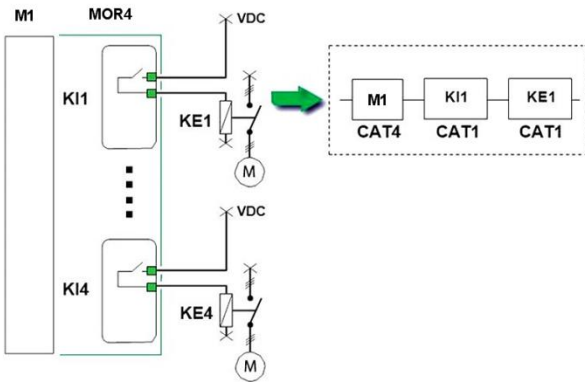 M1 MOR4
VDC
KI1
KE1
M
M1 KI1 KE1
CAT4 CAT1 CAT1
VDC
KI4
KE4
M